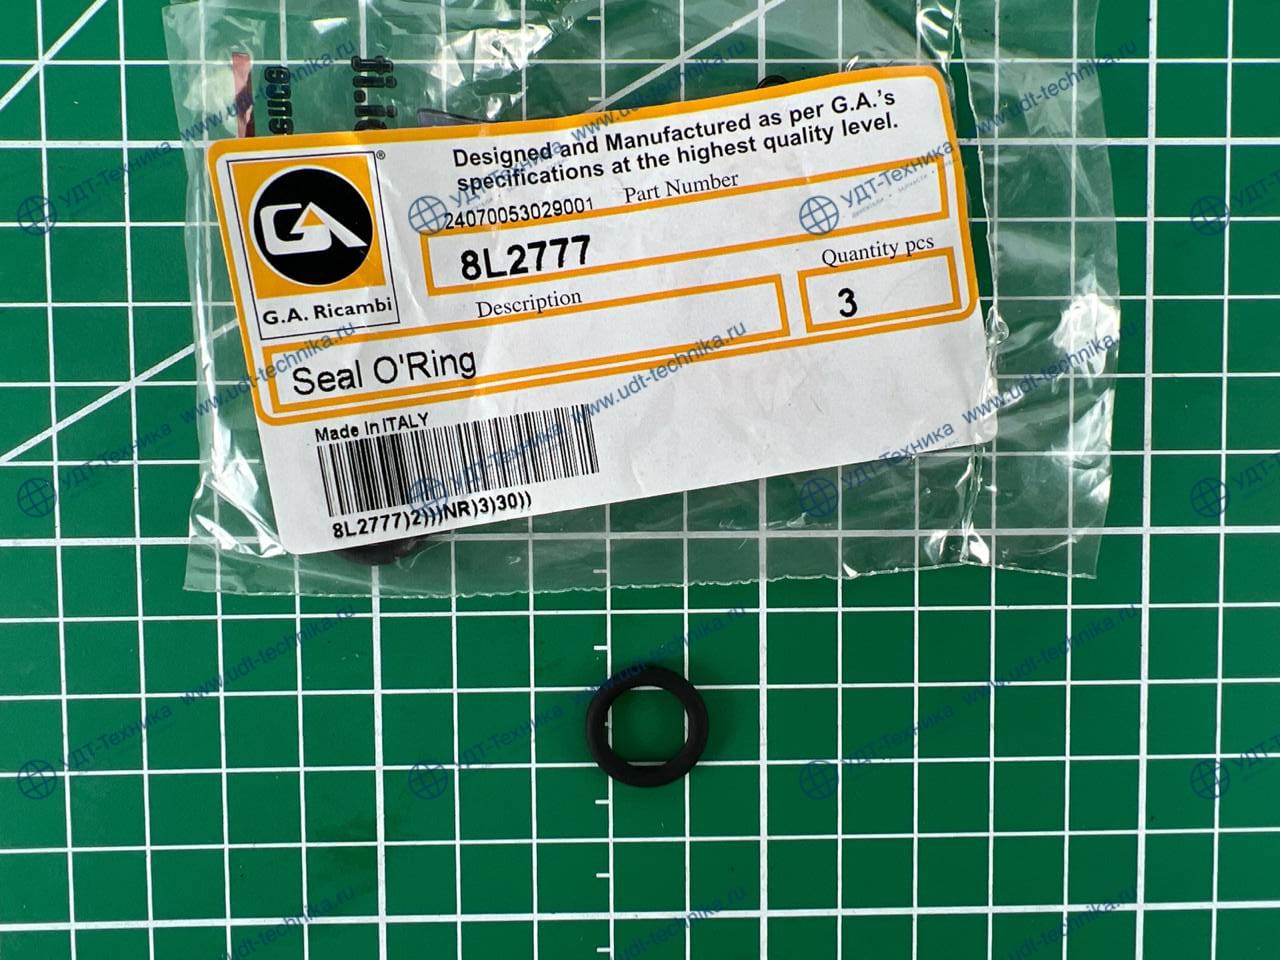 Designed and Manufactured as per G.A.'s
specifications at the highest quality level.
24070053029001 Part Number
8L2777
Description
Quantity pcs
3
GA
®
G.A. Ricambi
Seal O'Ring
Made In ITALY
8L2777)2)))NR)3)30))
www.udt-technika.ru
УДТ-Техника